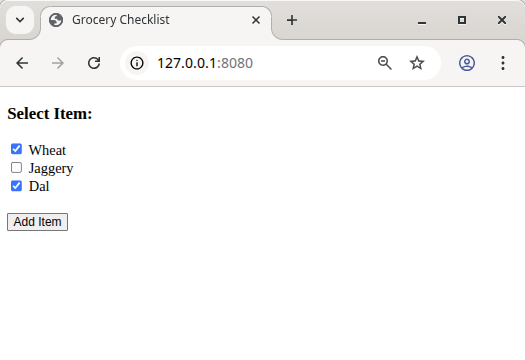 Grocery Checklist
127.0.0.1:8080
Select Item:
Wheat
Jaggery
Dal
Add Item